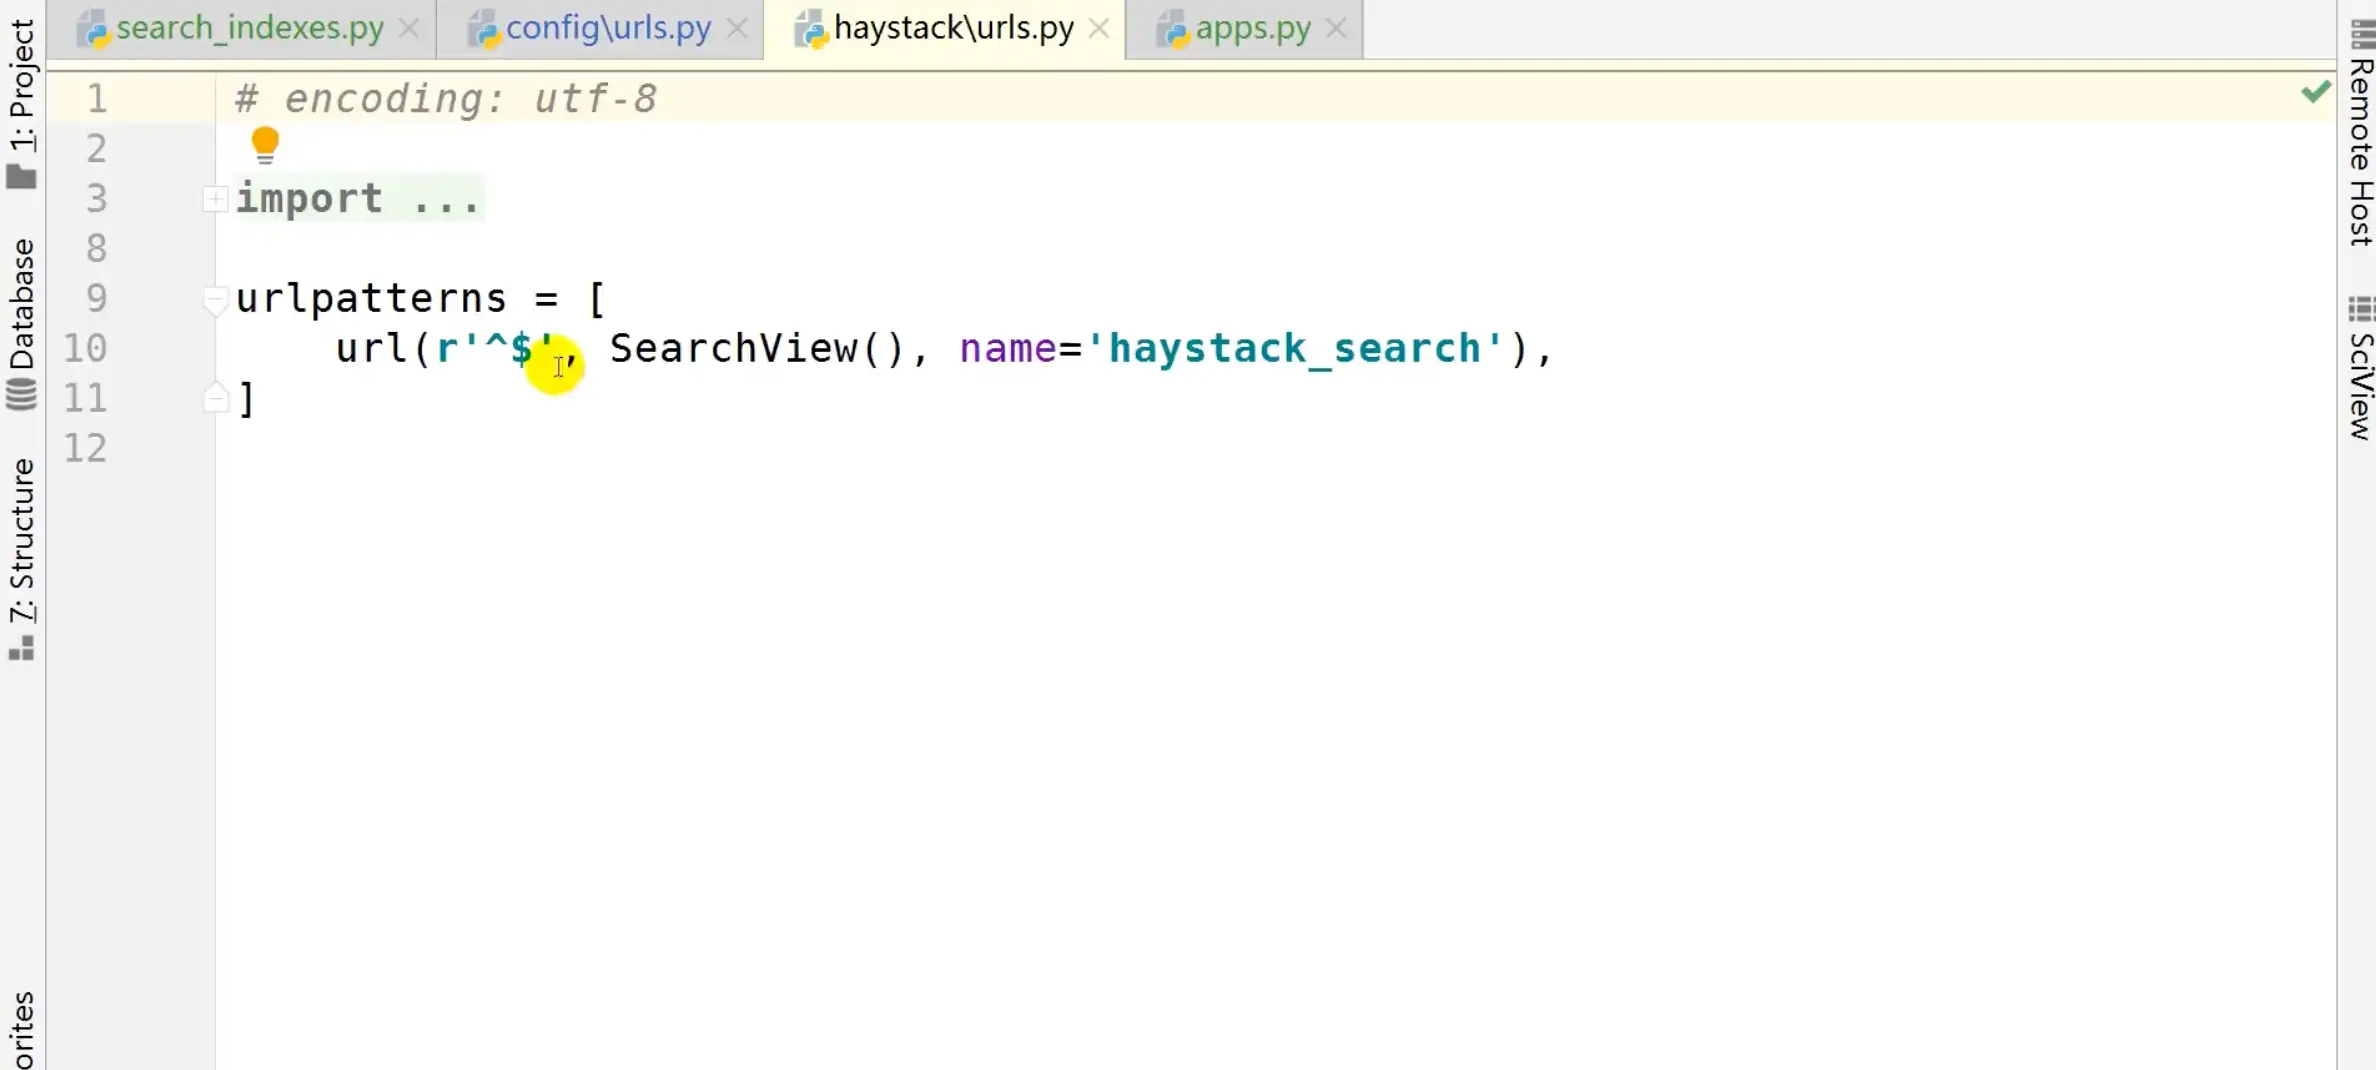 search_indexes.py
config\urls.py
haystack\urls.py
apps.py
1: Project
Database
7: Structure
orites
Remote Host
SciView
1 # encoding: utf-8
2
3 import ...
8
9 urlpatterns = [
10 url(r'^$', SearchView(), name='haystack_search'),
11 ]
12